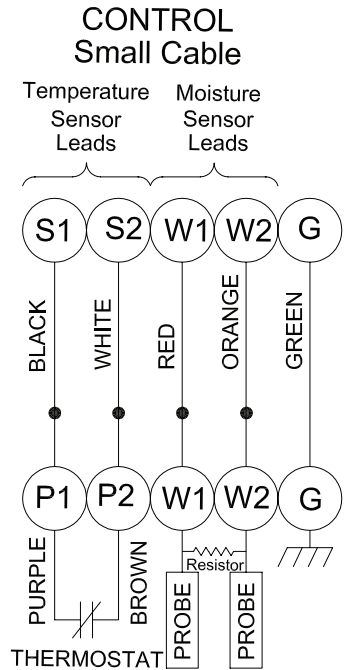 CONTROL
Small Cable
Temperature
Sensor
Leads
Moisture
Sensor
Leads
S1 S2 W1 W2 G
BLACK
WHITE
RED
ORANGE
GREEN
P1 P2 W1 W2 G
PURPLE
BROWN
Resistor
PROBE
PROBE
THERMOSTAT